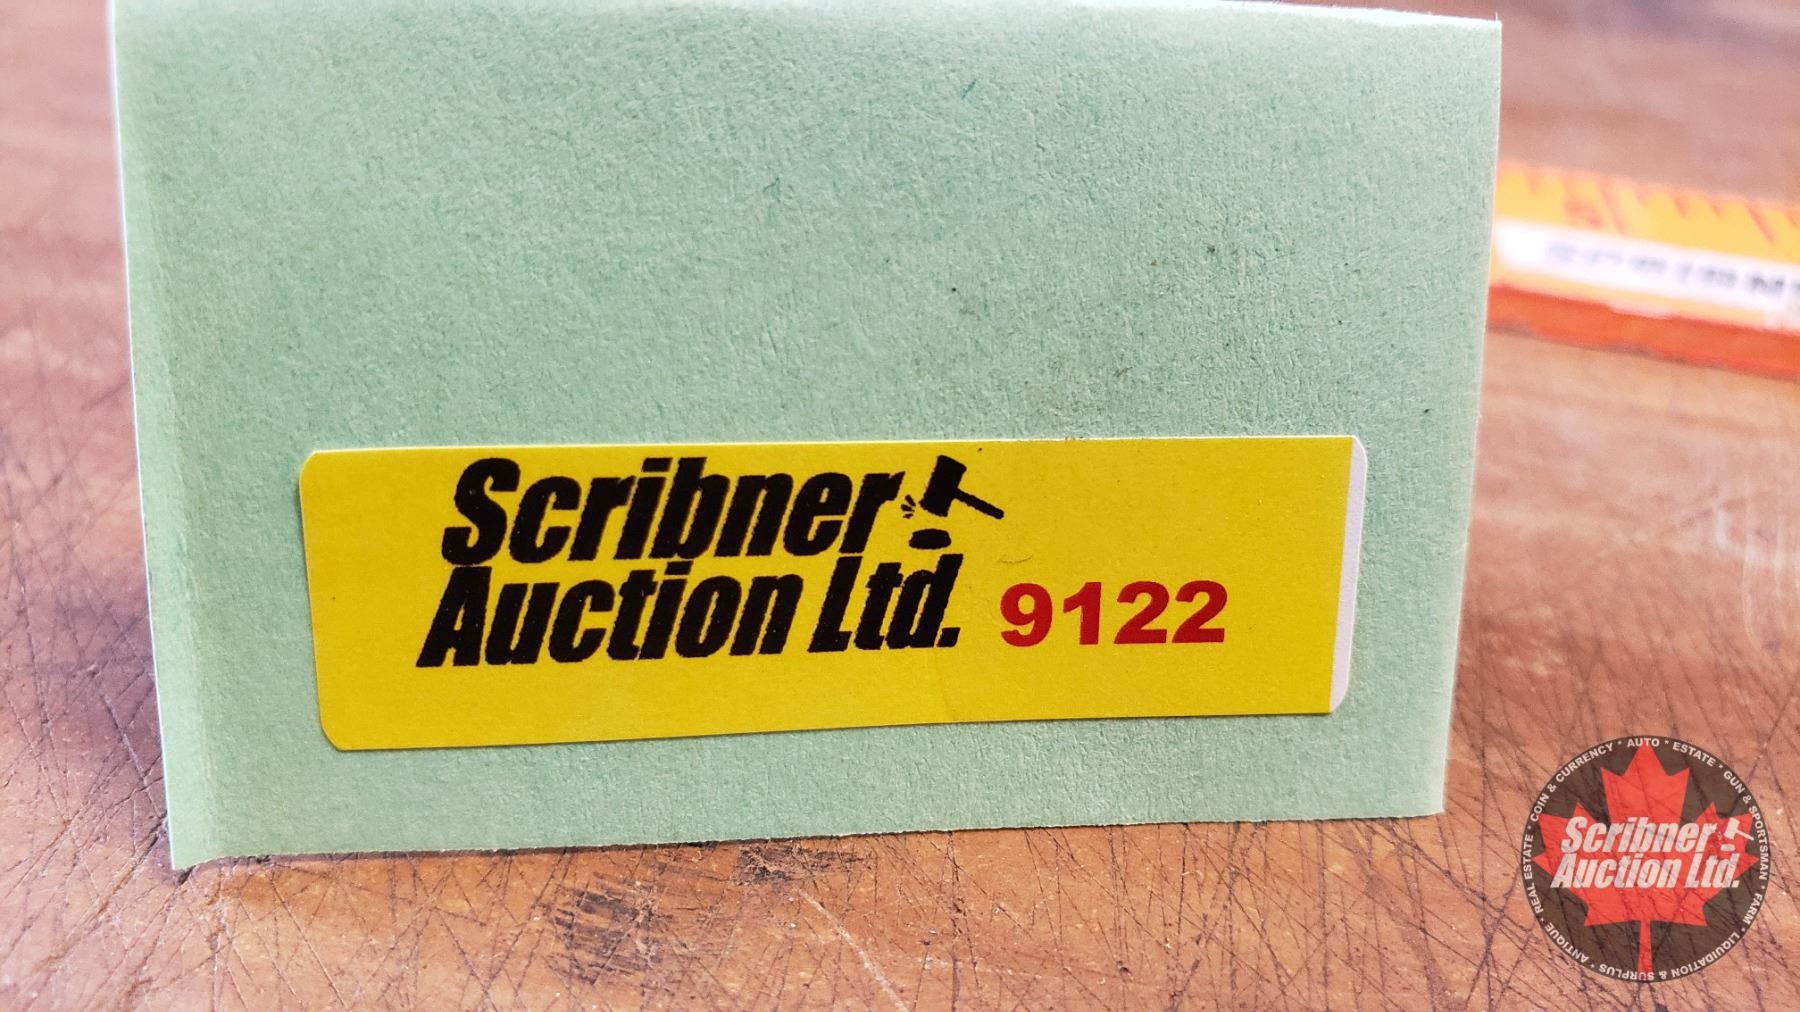 Scribner
Auction Ltd. 9122
5
REAL ESTATE * COIN & CURRENCY * AUTO * ESTATE * GUN & SPORTSMAN * FARM * LIQUIDATION & SURPLUS * ANTIQUE *
Scribner
Auction Ltd.